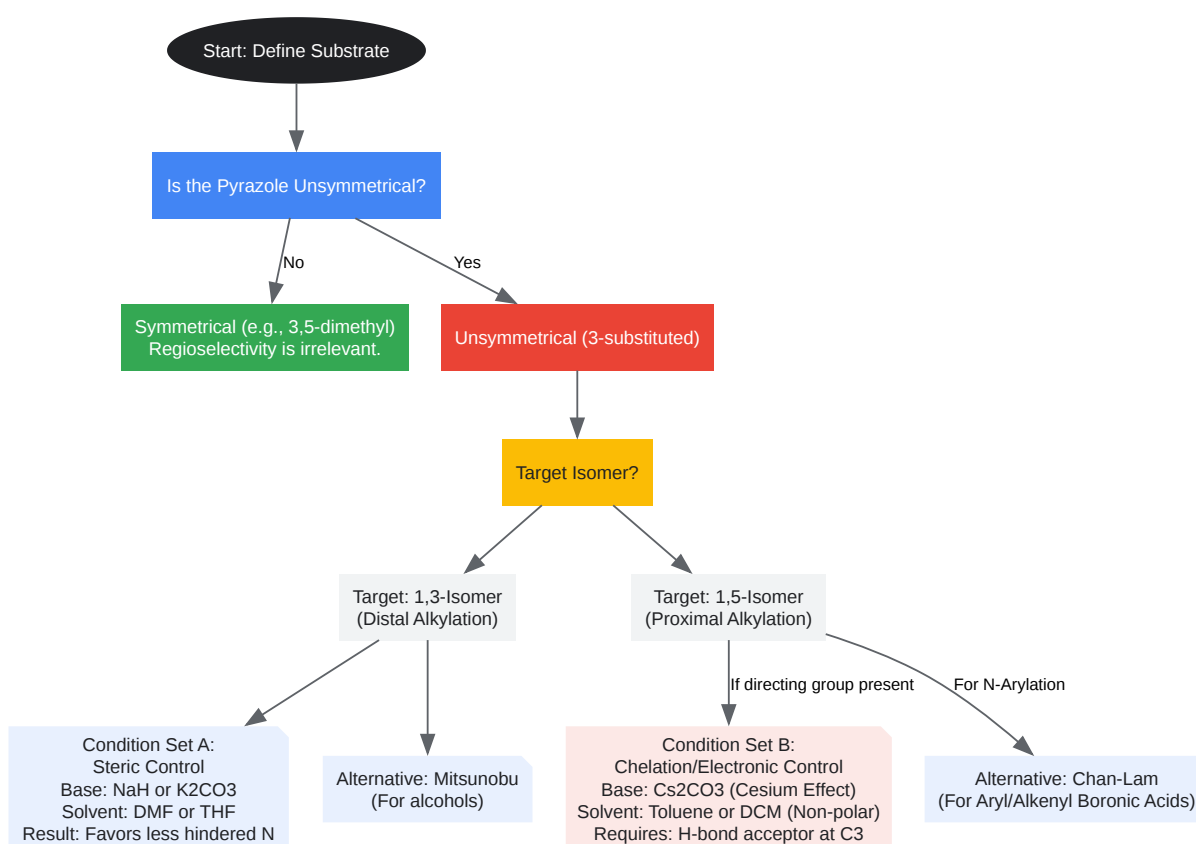 Start: Define Substrate
Is the Pyrazole Unsymmetrical?
No
Yes
Symmetrical (e.g., 3,5-dimethyl)
Regioselectivity is irrelevant.
Unsymmetrical (3-substituted)
Target Isomer?
Target: 1,3-Isomer
(Distal Alkylation)
Target: 1,5-Isomer
(Proximal Alkylation)
If directing group present
For N-Arylation
Condition Set A:
Steric Control
Base: NaH or K2CO3
Solvent: DMF or THF
Result: Favors less hindered N
Alternative: Mitsunobu
(For alcohols)
Condition Set B:
Chelation/Electronic Control
Base: Cs2CO3 (Cesium Effect)
Solvent: Toluene or DCM (Non-polar)
Requires: H-bond acceptor at C3
Alternative: Chan-Lam
(For Aryl/Alkenyl Boronic Acids)